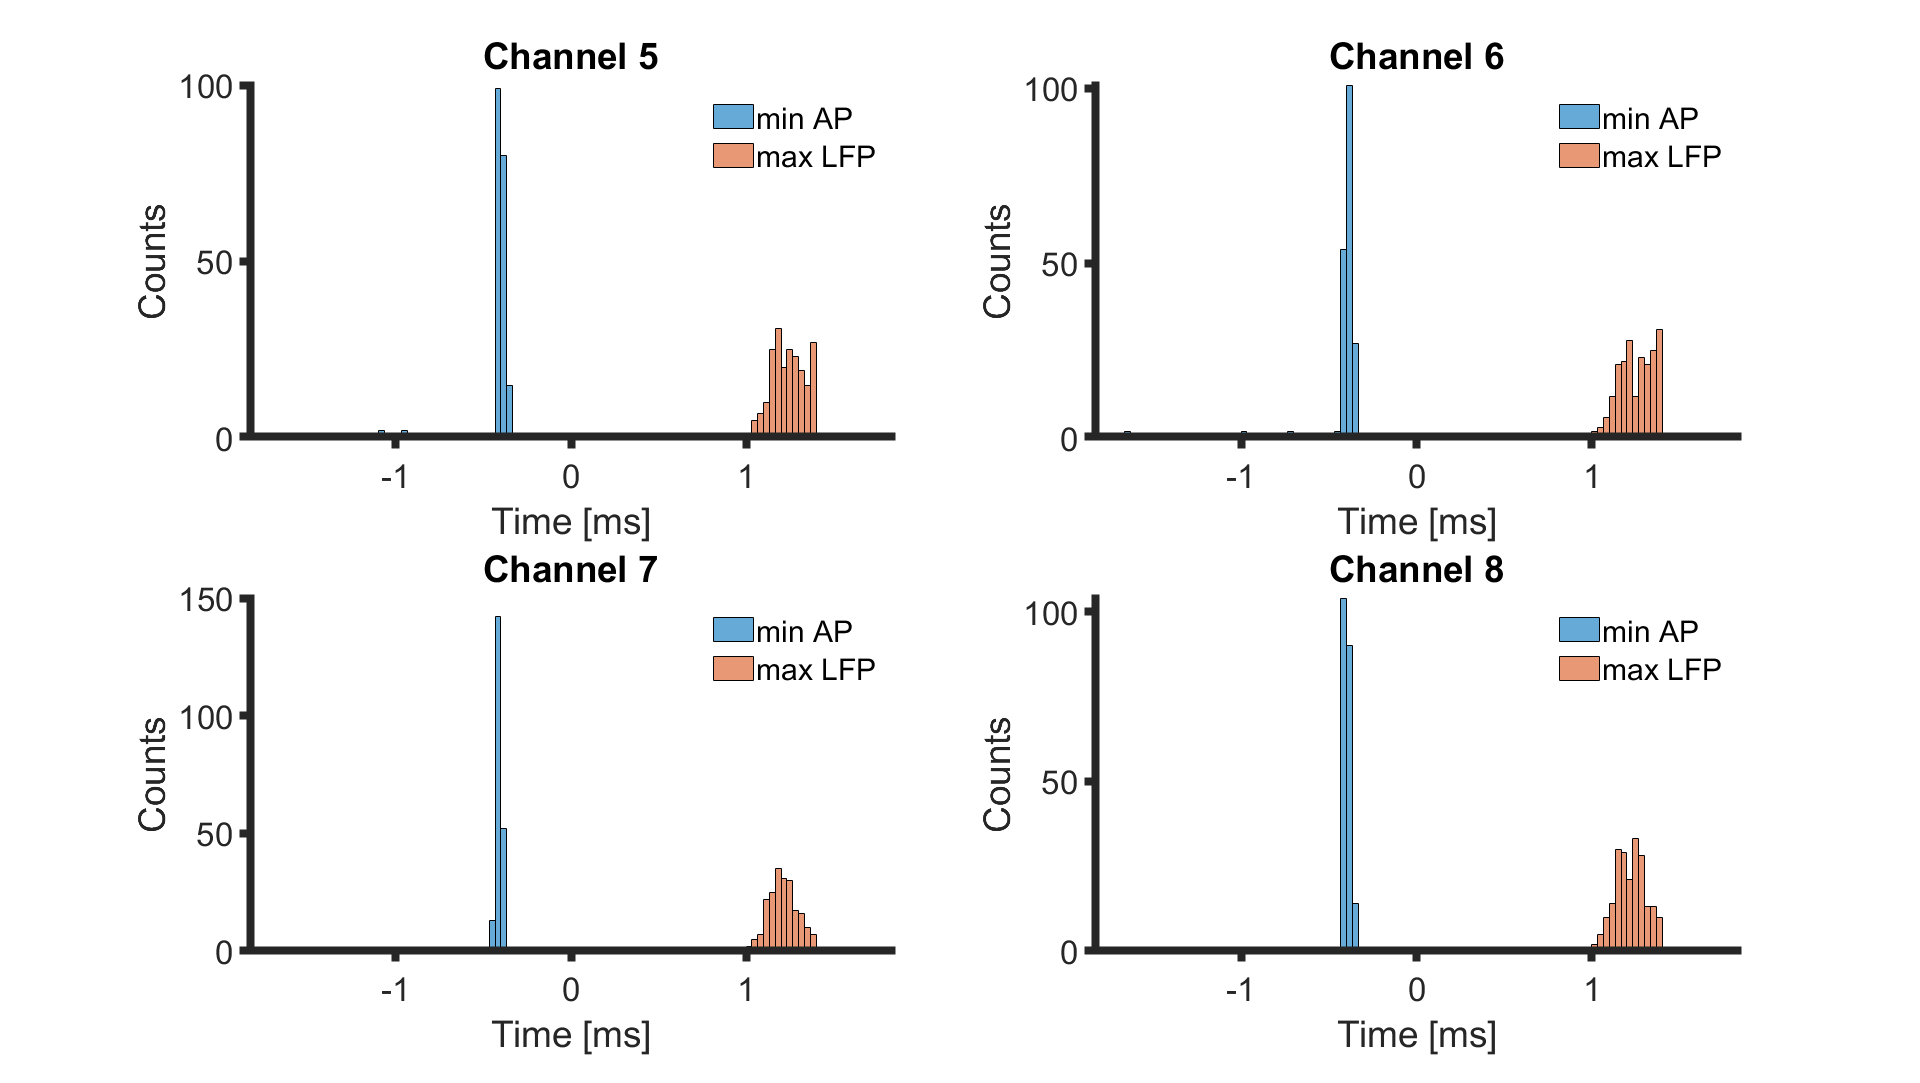 Channel 5
100
50
0
Counts
-1 0 1
Time [ms]
min AP
max LFP
Channel 6
100
50
0
Counts
-1 0 1
Time [ms]
min AP
max LFP
Channel 7
150
100
50
0
Counts
-1 0 1
Time [ms]
min AP
max LFP
Channel 8
100
50
0
Counts
-1 0 1
Time [ms]
min AP
max LFP